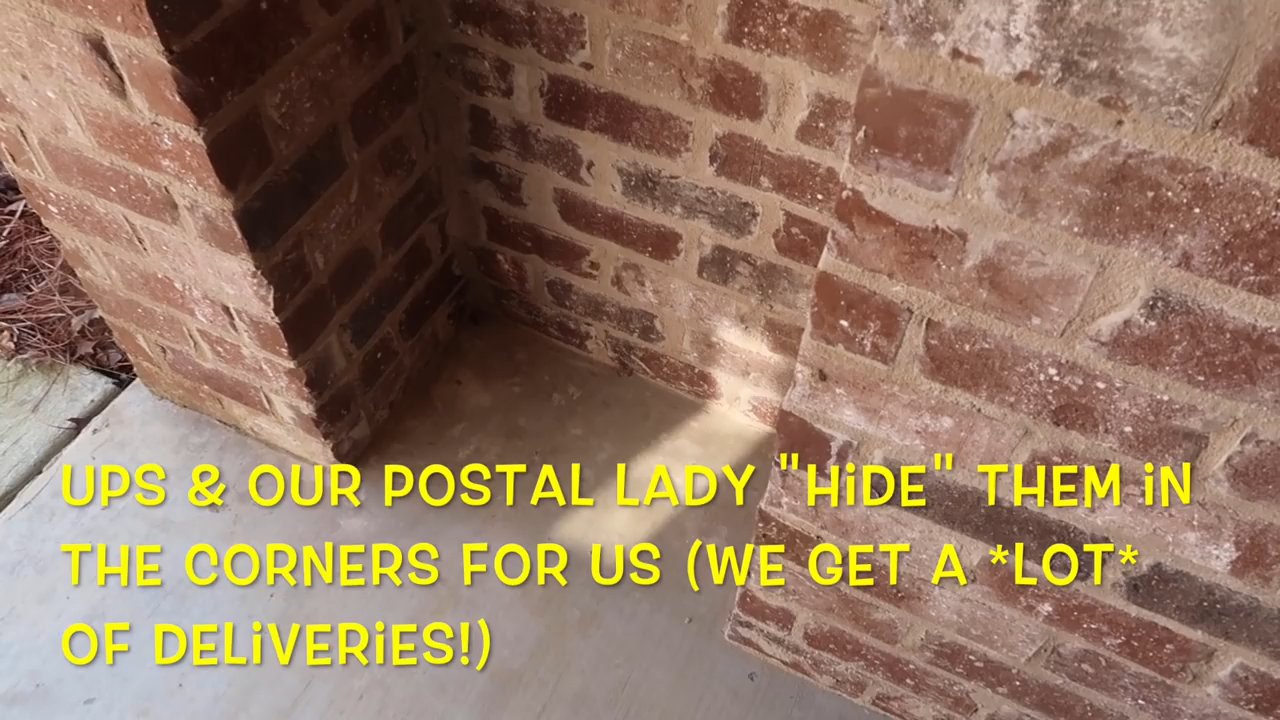 UPS & OUR POSTAL LADY "HiDE" THEM iN
THE CORNERS FOR US (WE GET A *LOT*
OF DELiVERiES!)